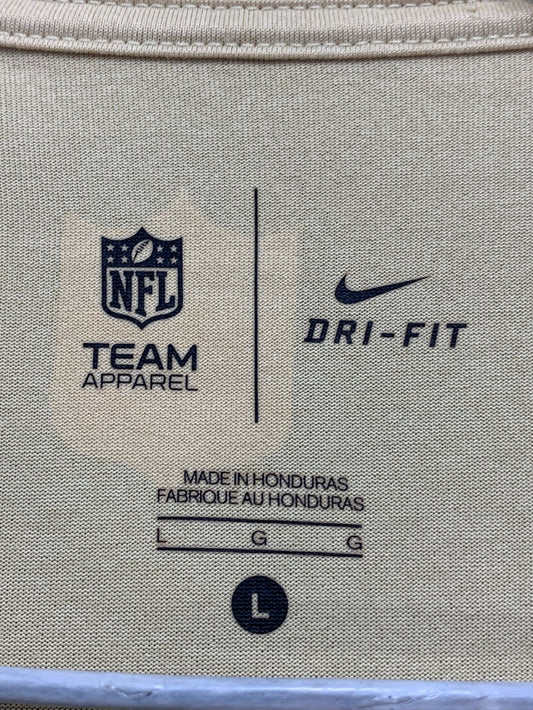 NFL
TEAM
APPAREL
DRI-FIT
MADE IN HONDURAS
FABRIQUE AU HONDURAS
L G G
L